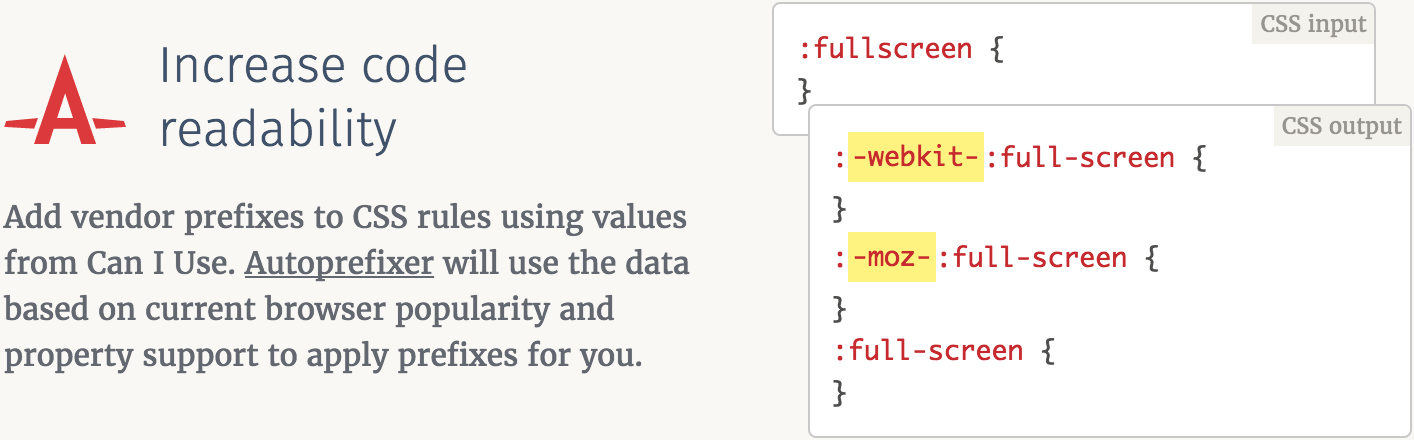 Increase code
readability
Add vendor prefixes to CSS rules using values
from Can I Use. Autoprefixer will use the data
based on current browser popularity and
property support to apply prefixes for you.
CSS input
:fullscreen {
}
CSS output
:-webkit-:full-screen {
}
:-moz-:full-screen {
}
:full-screen {
}